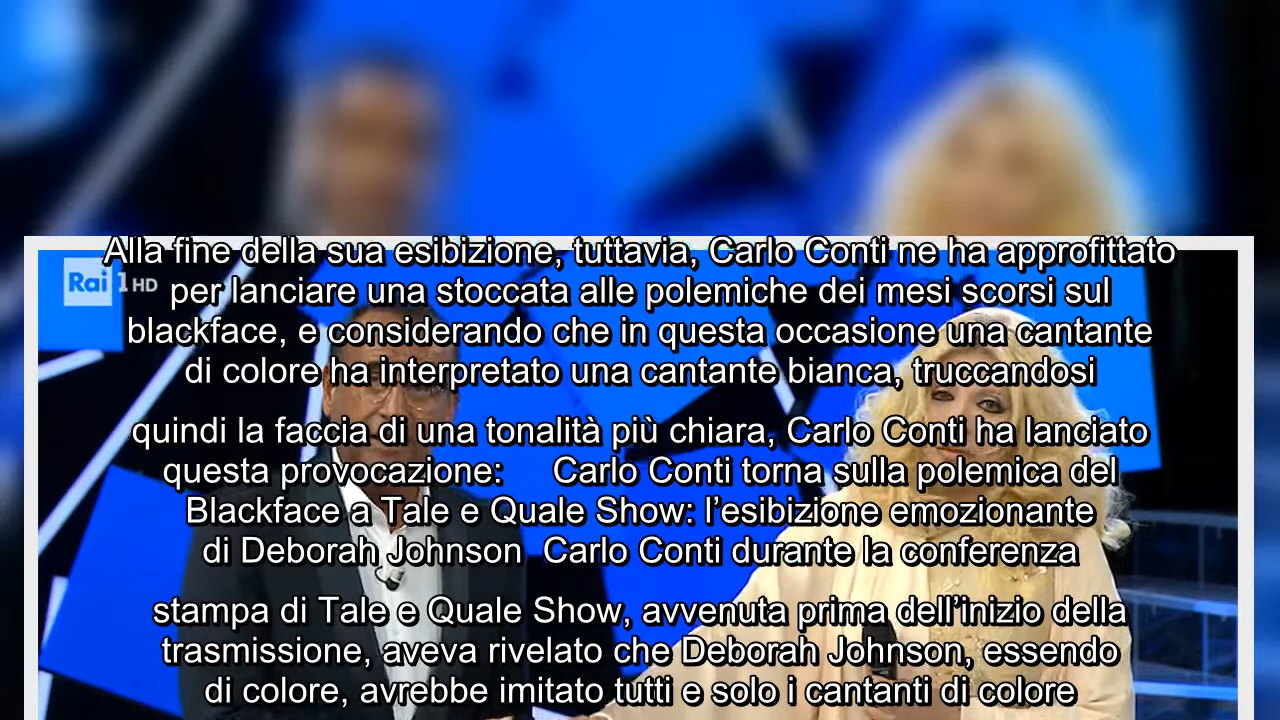 Alla fine della sua esibizione, tuttavia, Carlo Conti ne ha approfittato
Rai 1 HD
per lanciare una stoccata alle polemiche dei mesi scorsi sul
blackface, e considerando che in questa occasione una cantante
di colore ha interpretato una cantante bianca, truccandosi
quindi la faccia di una tonalità più chiara, Carlo Conti ha lanciato
questa provocazione: Carlo Conti torna sulla polemica del
Blackface a Tale e Quale Show: l’esibizione emozionante
di Deborah Johnson Carlo Conti durante la conferenza
stampa di Tale e Quale Show, avvenuta prima dell’inizio della
trasmissione, aveva rivelato che Deborah Johnson, essendo
di colore, avrebbe imitato tutti e solo i cantanti di colore